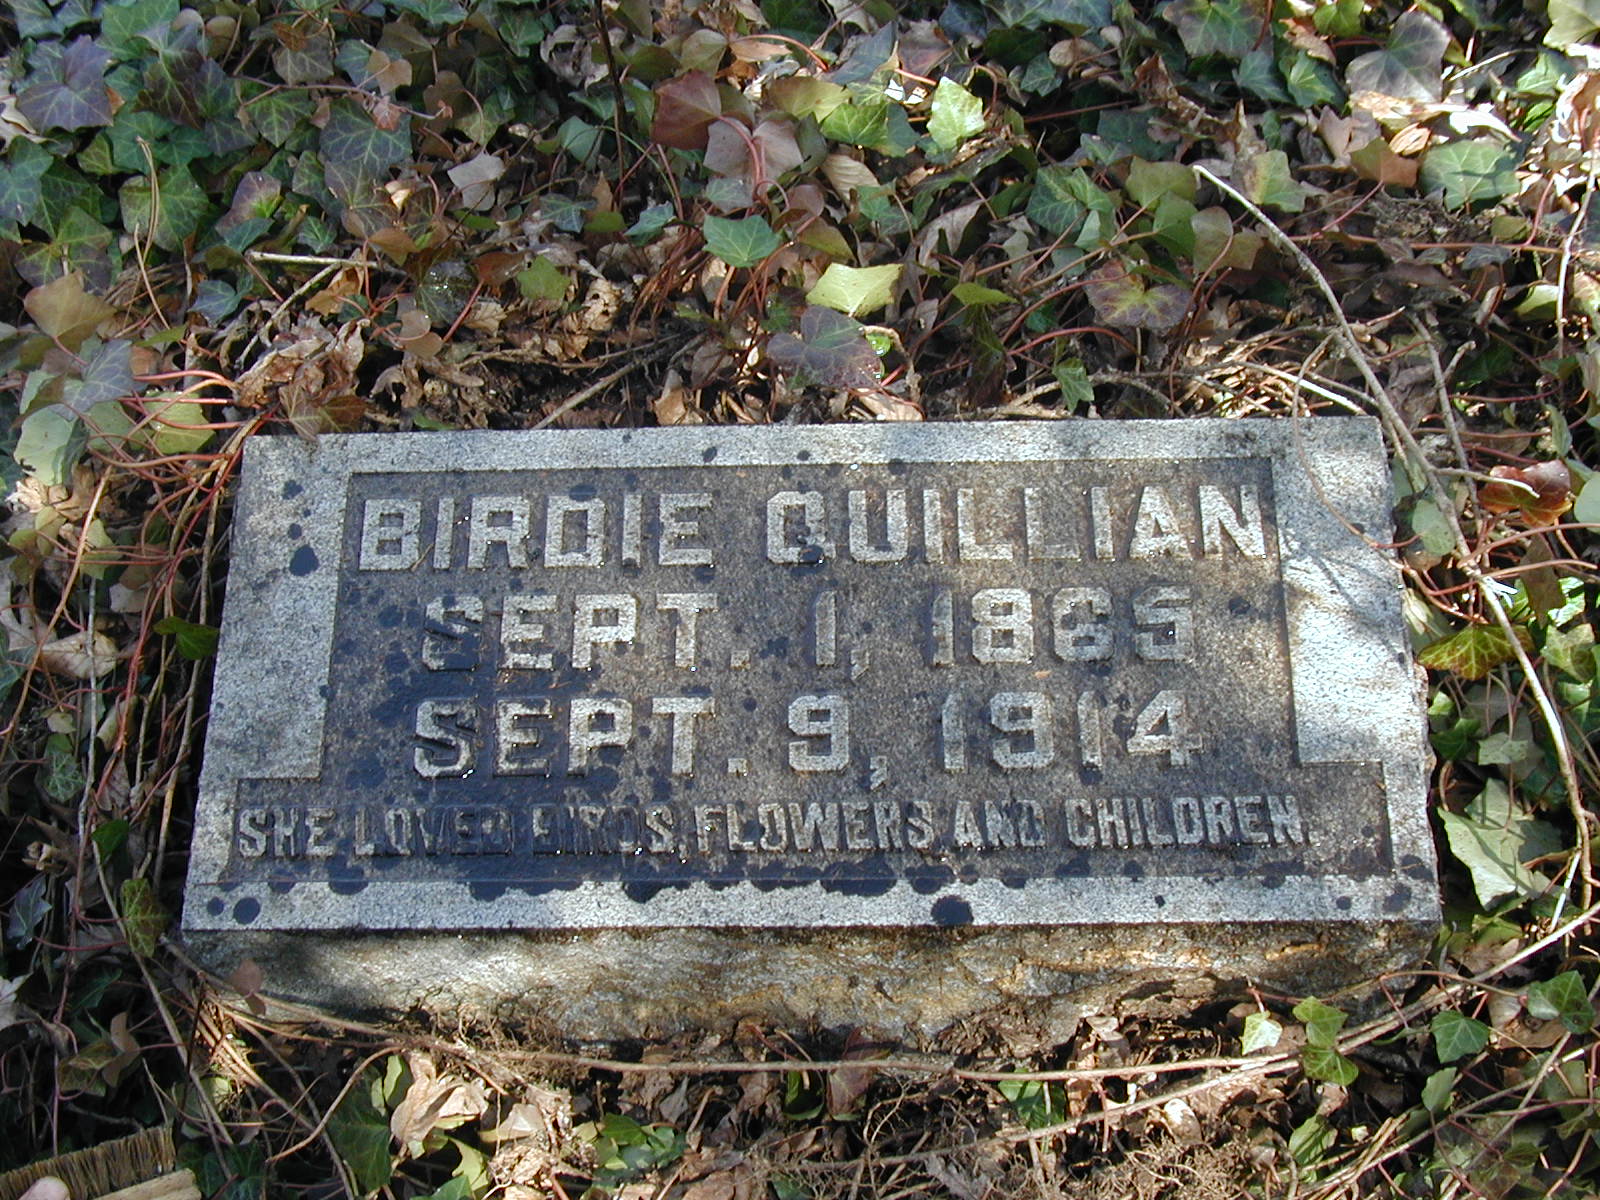 BIRDIE QUILLIAN
SEPT. 1, 1865
SEPT. 9, 1914
SHE LOVED BIRDS, FLOWERS AND CHILDREN.